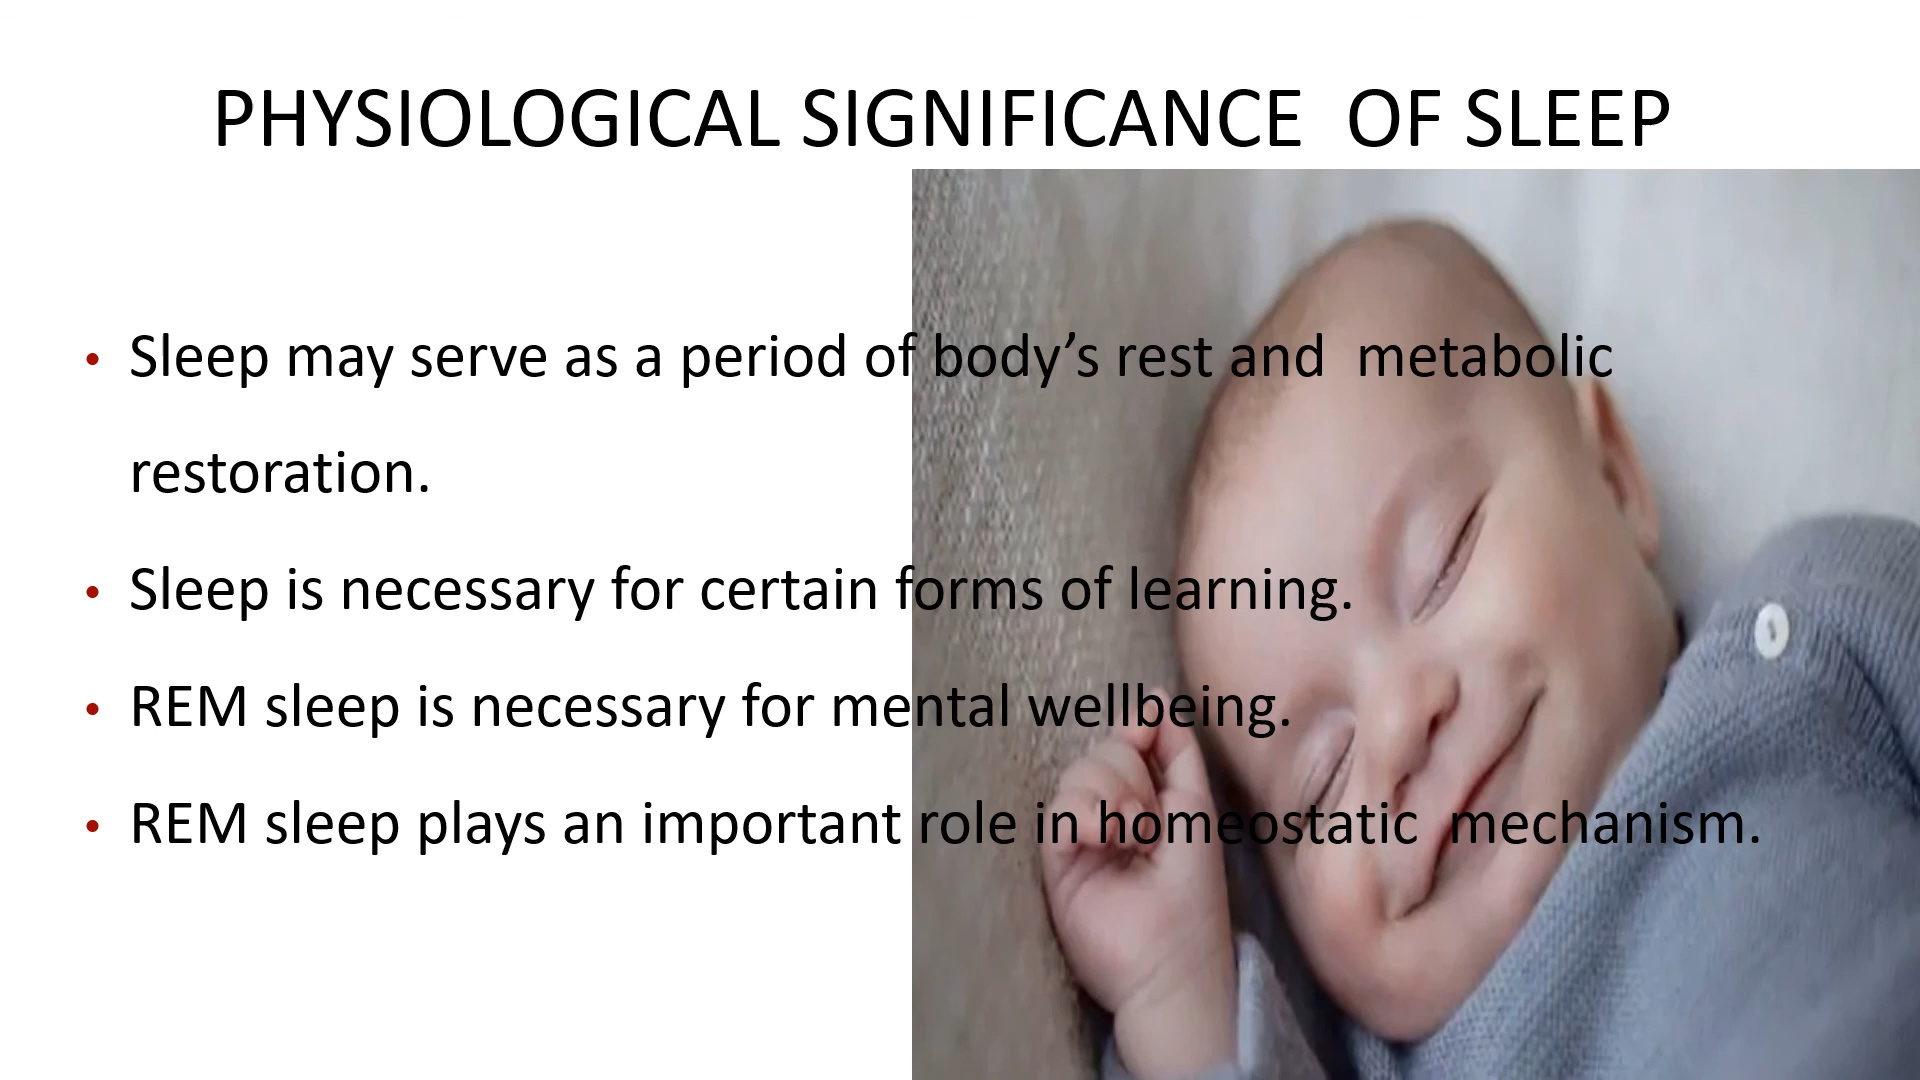 PHYSIOLOGICAL SIGNIFICANCE  OF SLEEP
• Sleep may serve as a period of body’s rest and  metabolic
restoration.
• Sleep is necessary for certain forms of learning.
• REM sleep is necessary for mental wellbeing.
• REM sleep plays an important role in homeostatic  mechanism.